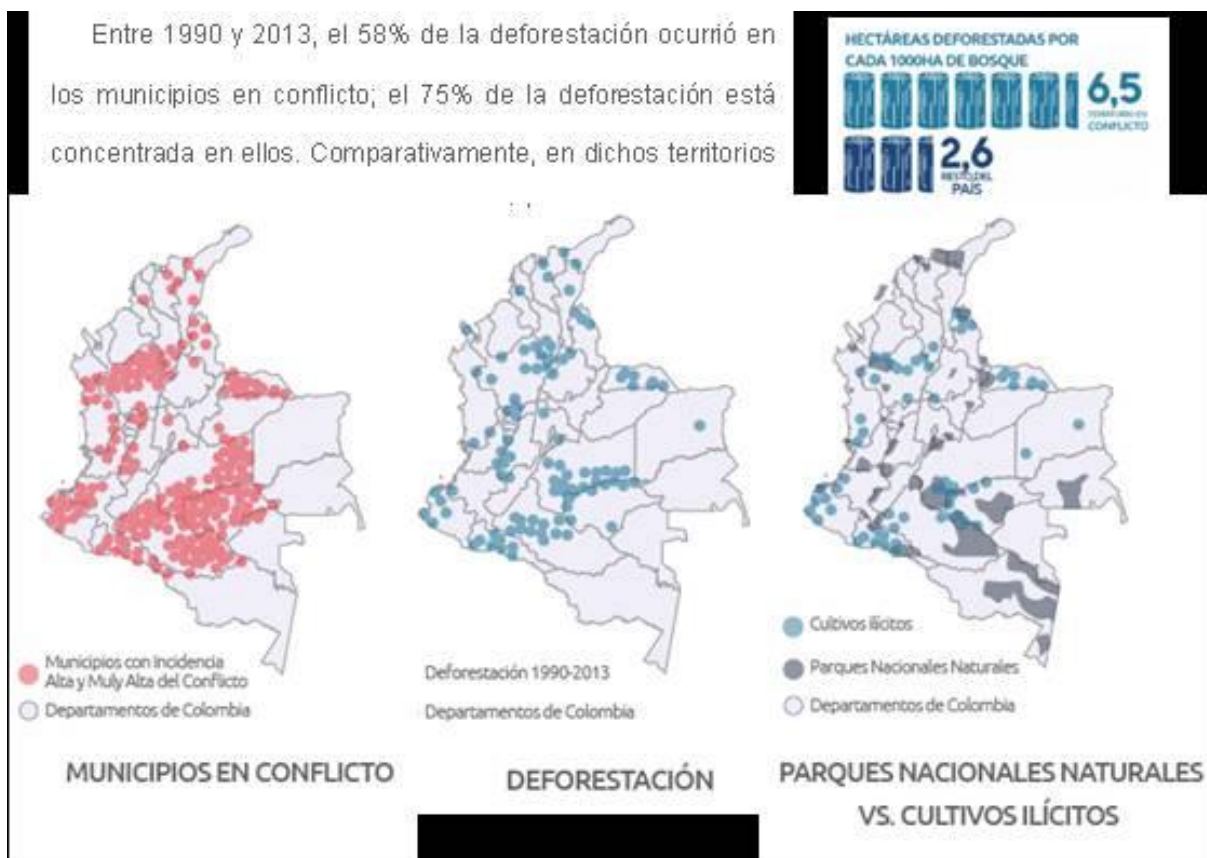 Entre 1990 y 2013, el 58% de la deforestación ocurrió en
los municipios en conflicto; el 75% de la deforestación está
concentrada en ellos. Comparativamente, en dichos territorios
HECTÁREAS DEFORESTADAS POR
CADA 1000HA DE BOSQUE
6,5
CONFLICTO
2,6
RESTO DEL
PAÍS
Municipios con Incidencia
Alta y Muly Alta del Conflicto
Departamentos de Colombia
MUNICIPIOS EN CONFLICTO
Deforestación 1990-2013
Departamentos de Colombia
DEFORESTACIÓN
Cultivos ilícitos
Parques Nacionales Naturales
Departamentos de Colombia
PARQUES NACIONALES NATURALES
VS. CULTIVOS ILÍCITOS